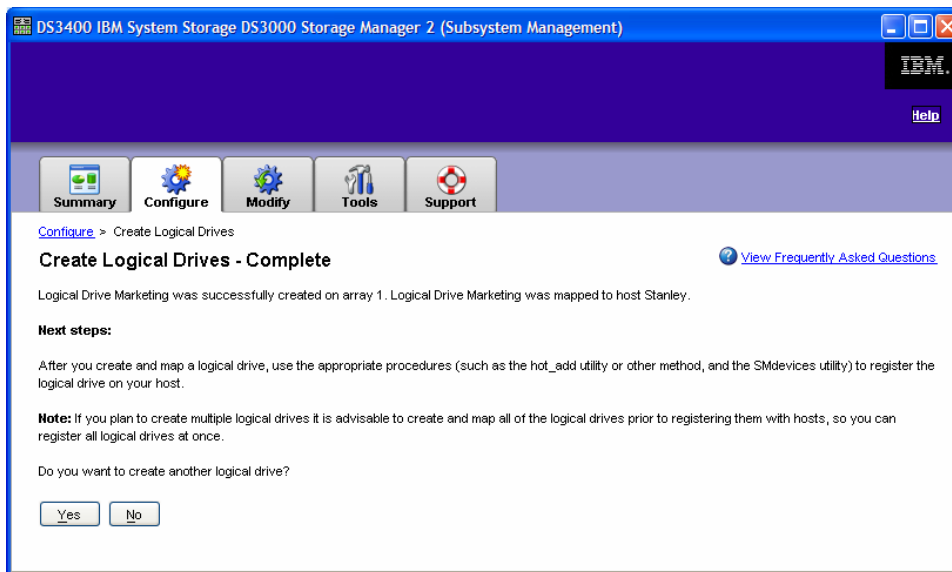 DS3400 IBM System Storage DS3000 Storage Manager 2 (Subsystem Management)
IBM.
Help
Summary
Configure
Modify
Tools
Support
Configure > Create Logical Drives
Create Logical Drives - Complete
View Frequently Asked Questions
Logical Drive Marketing was successfully created on array 1. Logical Drive Marketing was mapped to host Stanley.
Next steps:
After you create and map a logical drive, use the appropriate procedures (such as the hot_add utility or other method, and the SMdevices utility) to register the
logical drive on your host.
Note: If you plan to create multiple logical drives it is advisable to create and map all of the logical drives prior to registering them with hosts, so you can
register all logical drives at once.
Do you want to create another logical drive?
Yes
No